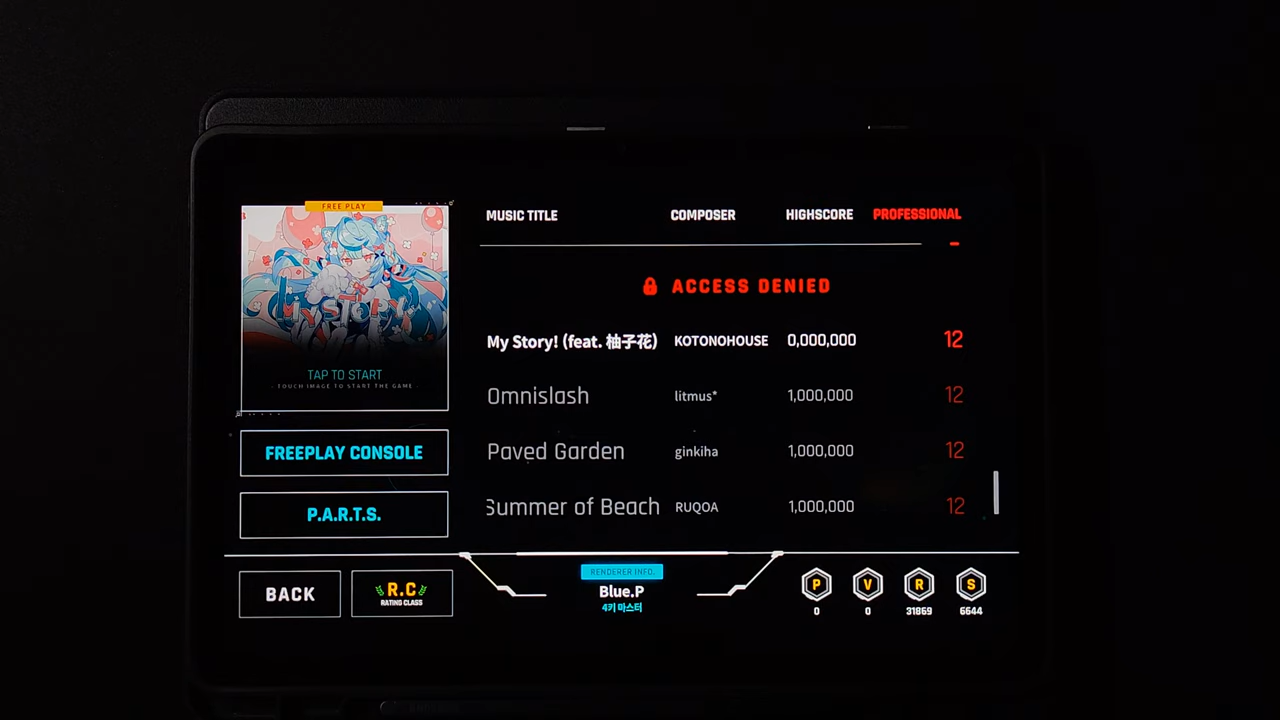 FREE PLAY
My STORY
TAP TO START
TOUCH IMAGE TO START THE GAME
FREEPLAY CONSOLE
P.A.R.T.S.
MUSIC TITLE COMPOSER HIGHSCORE PROFESSIONAL
ACCESS DENIED
My Story! (feat. 柚子花) KOTONOHOUSE 0,000,000 12
Omnislash litmus* 1,000,000 12
Paved Garden ginkiha 1,000,000 12
Summer of Beach RUQOA 1,000,000 12
BACK
R.C
RATING CLASS
RENDERER INFO.
Blue.P
4키 마스터
P V R S
0 0 31869 6644